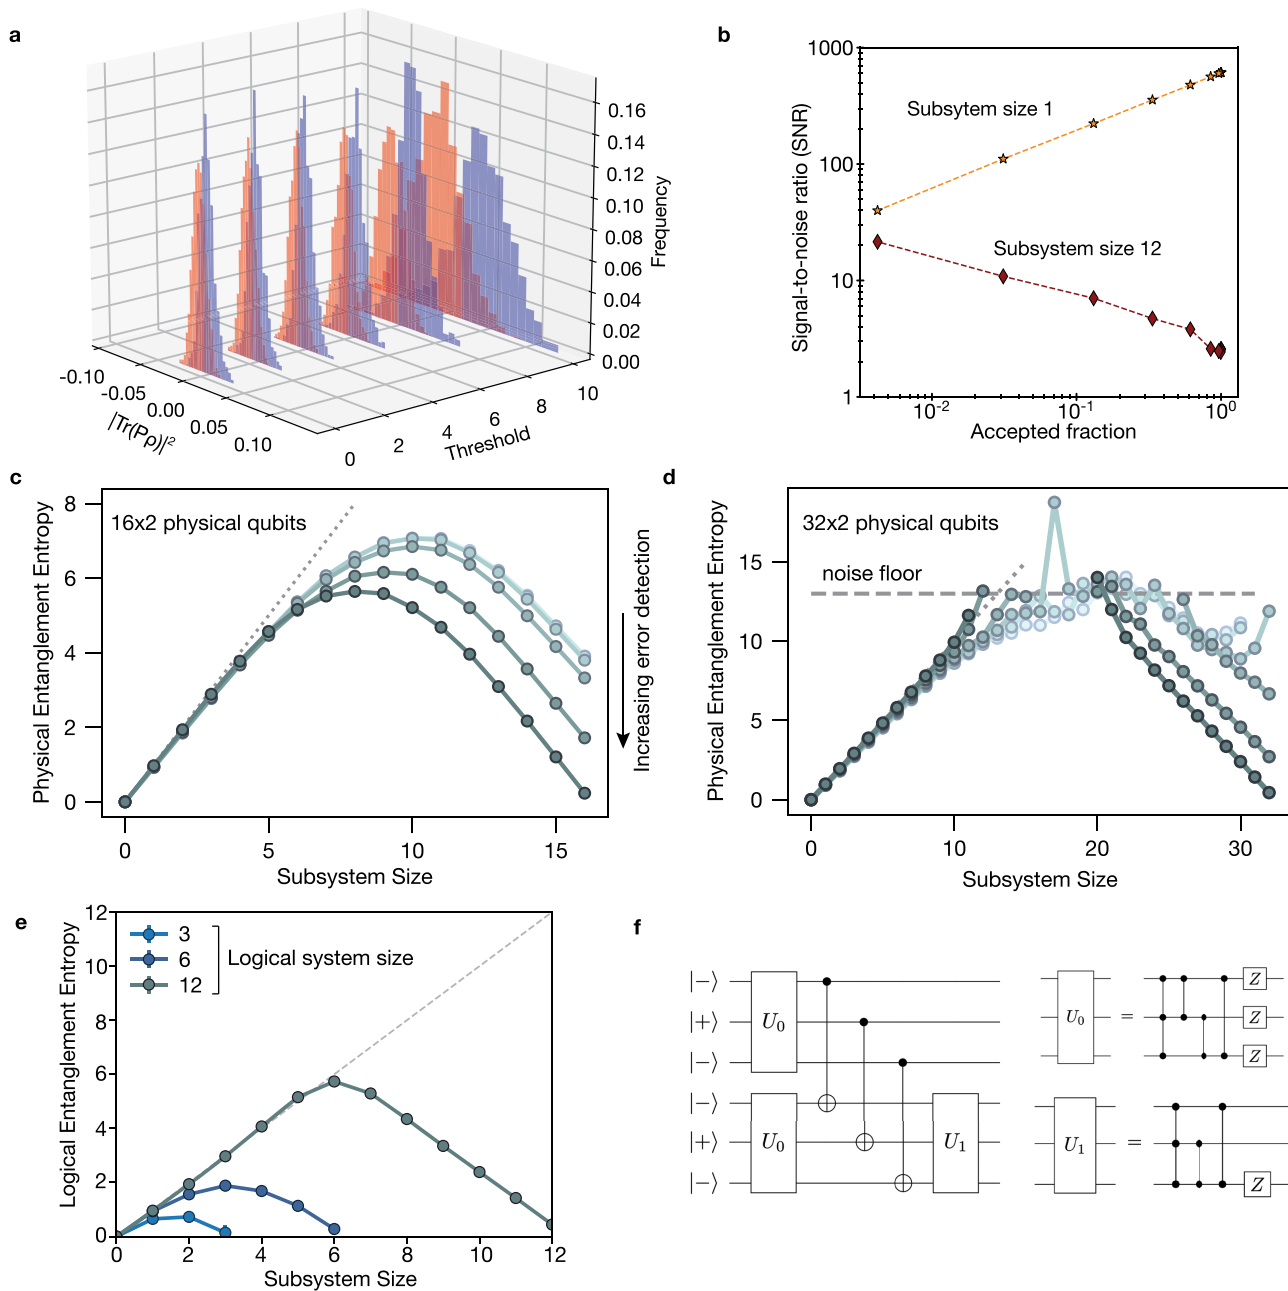 a
0.16
0.14
0.12
0.10
0.08
0.06
0.04
0.02
0.00
Frequency
-0.10
-0.05
0.00
0.05
0.10
|Tr(Pρ)|²
0
2
4
6
8
10
Threshold
b
1000
100
10
1
Signal-to-noise ratio (SNR)
Subsytem size 1
Subsystem size 12
10⁻²
10⁻¹
10⁰
Accepted fraction
c
8
6
4
2
0
Physical Entanglement Entropy
16x2 physical qubits
0
5
10
15
Subsystem Size
Increasing error detection
d
15
10
5
0
Physical Entanglement Entropy
32x2 physical qubits
noise floor
0
10
20
30
Subsystem Size
e
12
10
8
6
4
2
0
Logical Entanglement Entropy
3
6
12
Logical system size
0
2
4
6
8
10
12
Subsystem Size
f
|−⟩
|+⟩
|−⟩
|−⟩
|+⟩
|−⟩
U₀
U₀
U₁
U₀ = Z
Z
Z
U₁ = Z